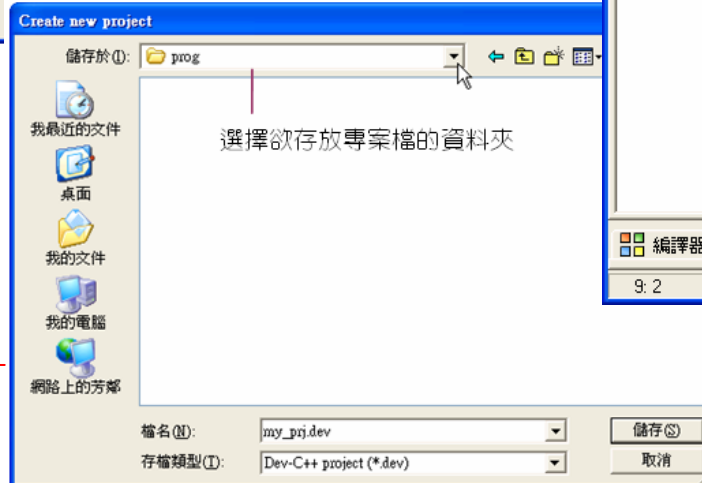 Create new project
儲存於(I):
prog
選擇欲存放專案檔的資料夾
我最近的文件
桌面
我的文件
我的電腦
網路上的芳鄰
檔名(N):
my_prj.dev
儲存(S)
存檔類型(T):
Dev-C++ project (*.dev)
取消
編譯器
9: 2